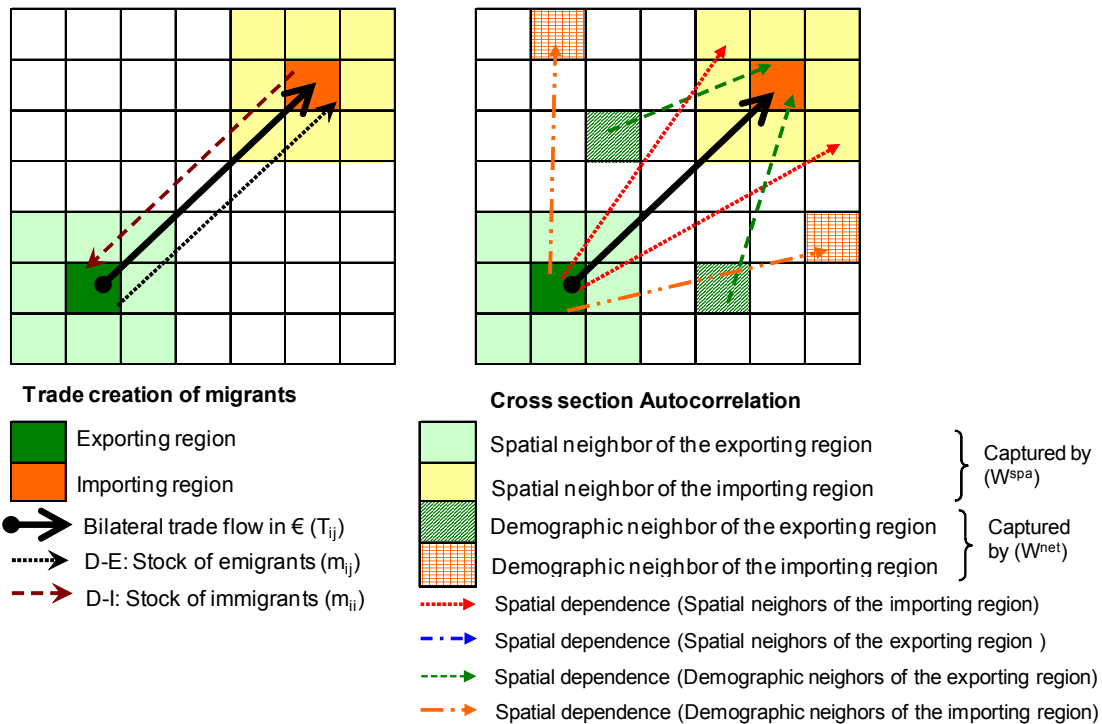 Trade creation of migrants
Exporting region
Importing region
Bilateral trade flow in € (Tij)
D-E: Stock of emigrants (mij)
D-I: Stock of immigrants (mii)
Cross section Autocorrelation
Spatial neighbor of the exporting region
Spatial neighbor of the importing region
Captured by
(Wspa)
Demographic neighbor of the exporting region
Demographic neighbor of the importing region
Captured
by (Wnet)
Spatial dependence (Spatial neighors of the importing region)
Spatial dependence (Spatial neighors of the exporting region )
Spatial dependence (Demographic neighors of the exporting region)
Spatial dependence (Demographic neighors of the importing region)